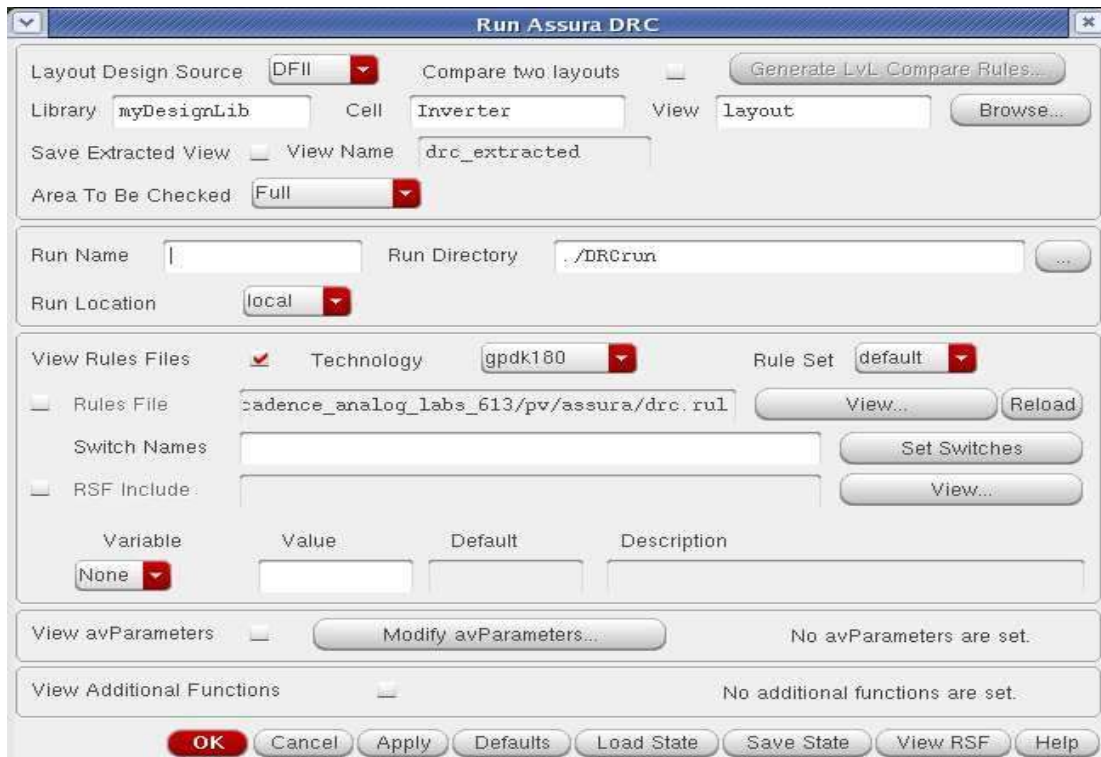 Run Assura DRC
Layout Design Source DFII Compare two layouts Generate LvL Compare Rules...
Library myDesignLib Cell Inverter View layout Browse...
Save Extracted View View Name drc_extracted
Area To Be Checked Full
Run Name Run Directory ./DRCrun ...
Run Location local
View Rules Files Technology gpdk180 Rule Set default
Rules File cadence_analog_labs_613/pv/assura/drc.rul View... Reload
Switch Names Set Switches
RSF Include View...
Variable Value Default Description
None
View avParameters Modify avParameters... No avParameters are set.
View Additional Functions No additional functions are set.
OK Cancel Apply Defaults Load State Save State View RSF Help